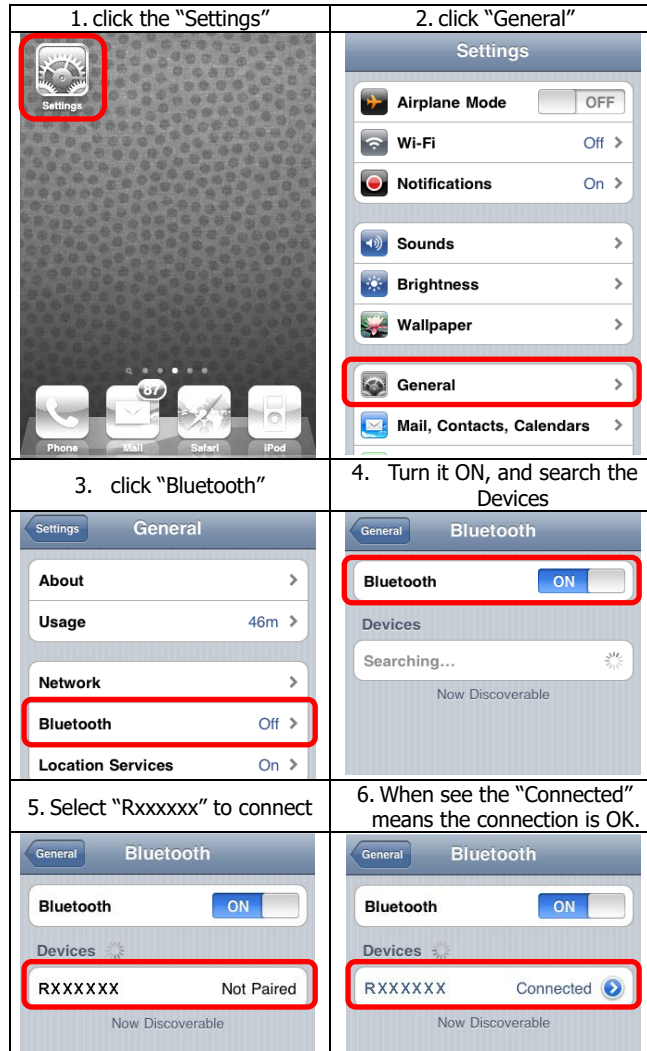 1. click the “Settings”
Settings
87
Phone
Mail
Safari
iPod
2. click “General”
Settings
Airplane Mode OFF
Wi-Fi Off
Notifications On
Sounds
Brightness
Wallpaper
General
Mail, Contacts, Calendars
3. click “Bluetooth”
Settings General
About
Usage 46m
Network
Bluetooth Off
Location Services On
4. Turn it ON, and search the
Devices
General Bluetooth
Bluetooth ON
Devices
Searching...
Now Discoverable
5. Select “Rxxxxxx” to connect
General Bluetooth
Bluetooth ON
Devices
RXXXXXX Not Paired
Now Discoverable
6. When see the “Connected”
means the connection is OK.
General Bluetooth
Bluetooth ON
Devices
RXXXXXX Connected
Now Discoverable